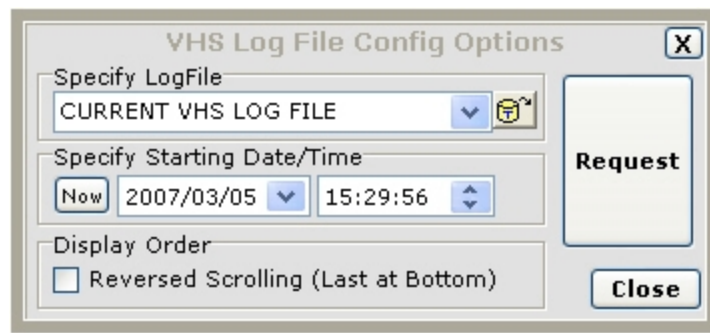 VHS Log File Config Options X
Specify LogFile
CURRENT VHS LOG FILE
Specify Starting Date/Time
Now 2007/03/05 15:29:56
Request
Display Order
Reversed Scrolling (Last at Bottom)
Close